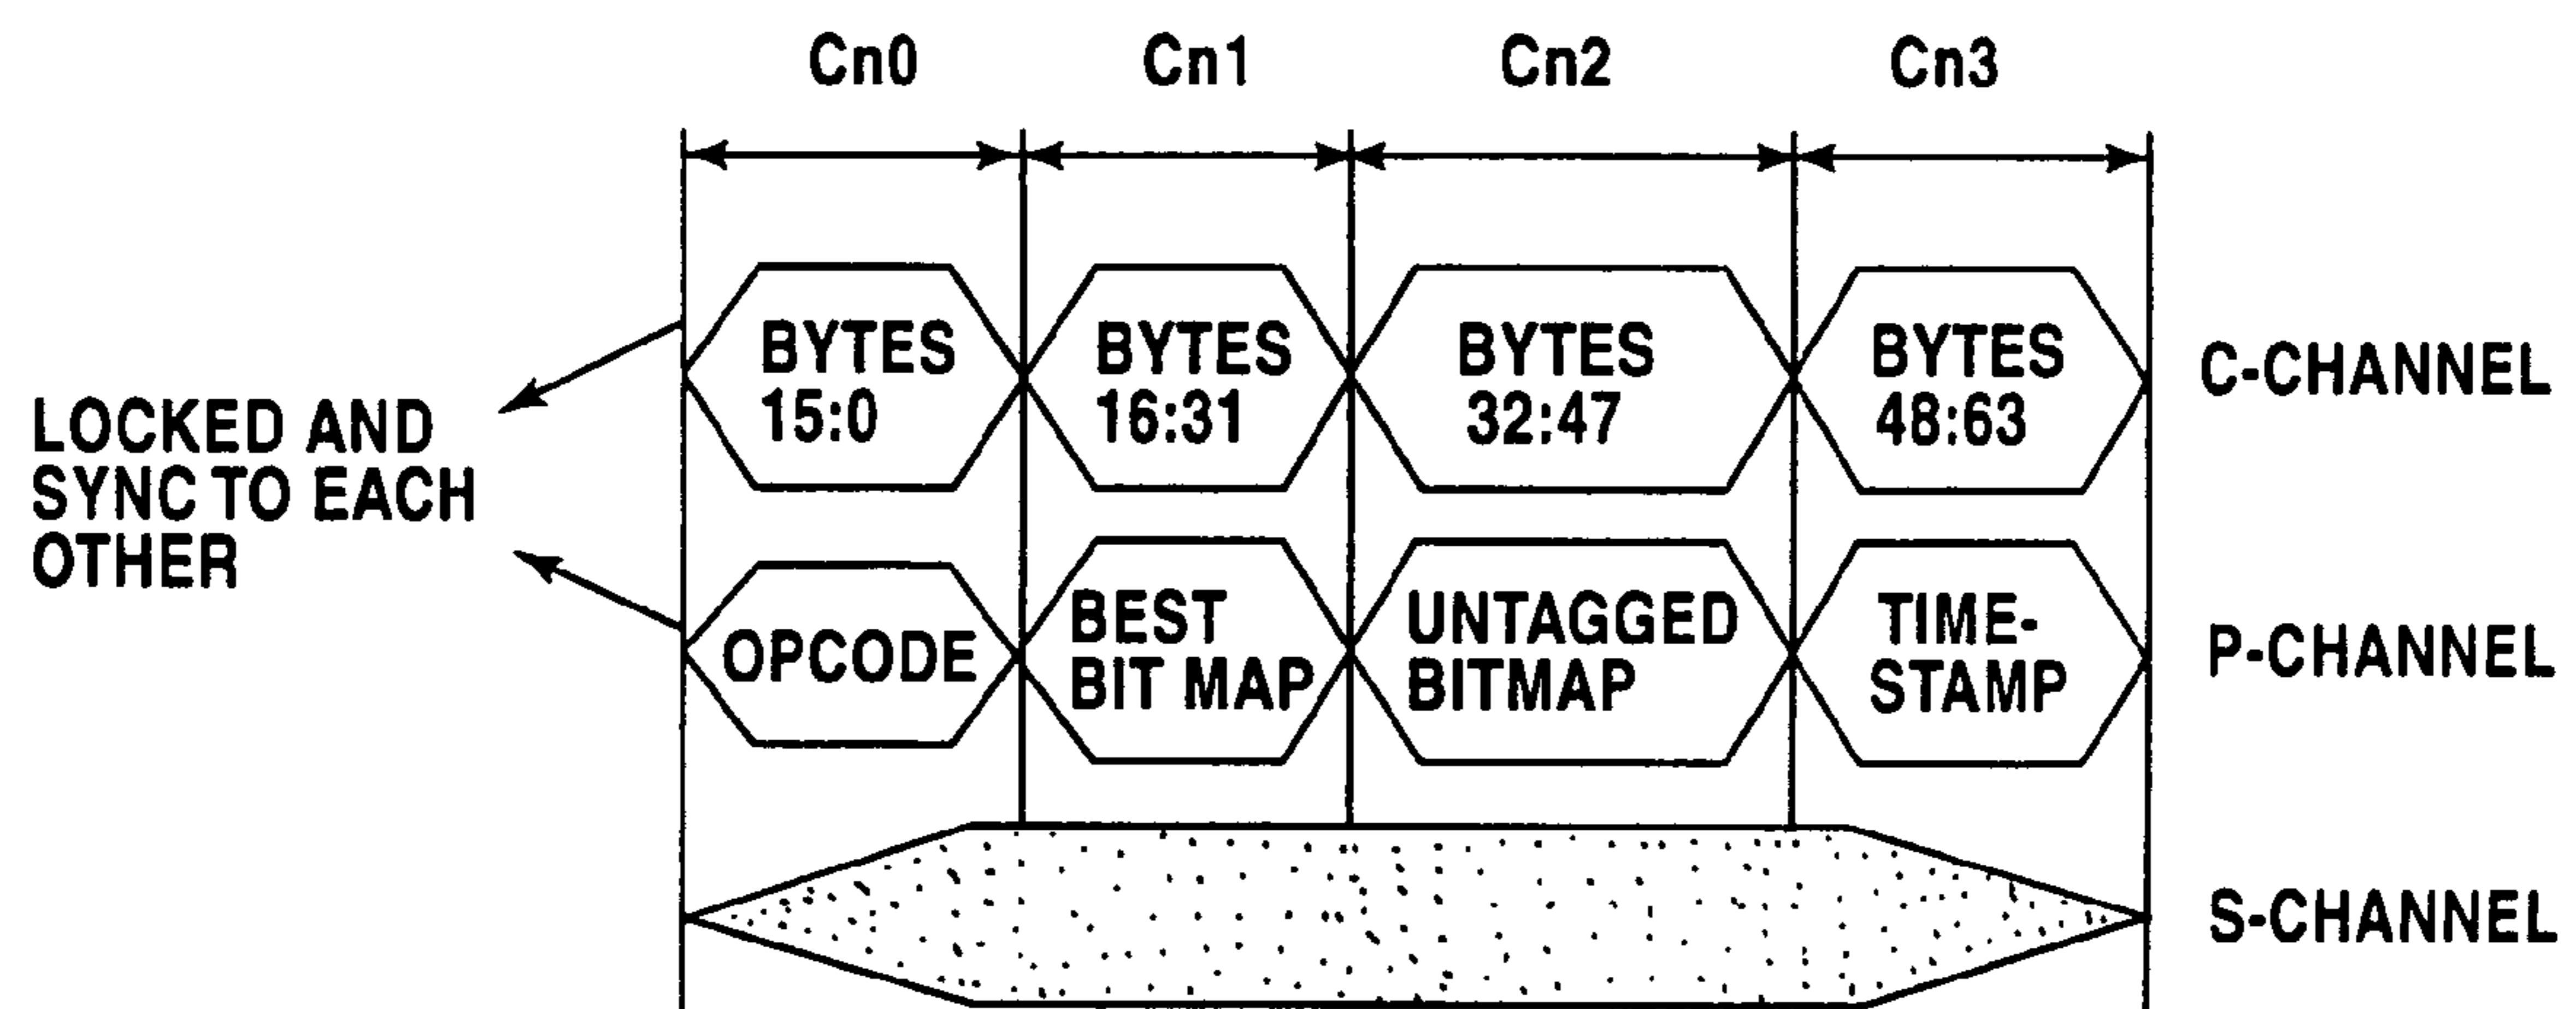 Cn0 Cn1 Cn2 Cn3
LOCKED AND
SYNC TO EACH
OTHER
BYTES
15:0
BYTES
16:31
BYTES
32:47
BYTES
48:63
C-CHANNEL
OPCODE
BEST
BIT MAP
UNTAGGED
BITMAP
TIME-
STAMP
P-CHANNEL
S-CHANNEL